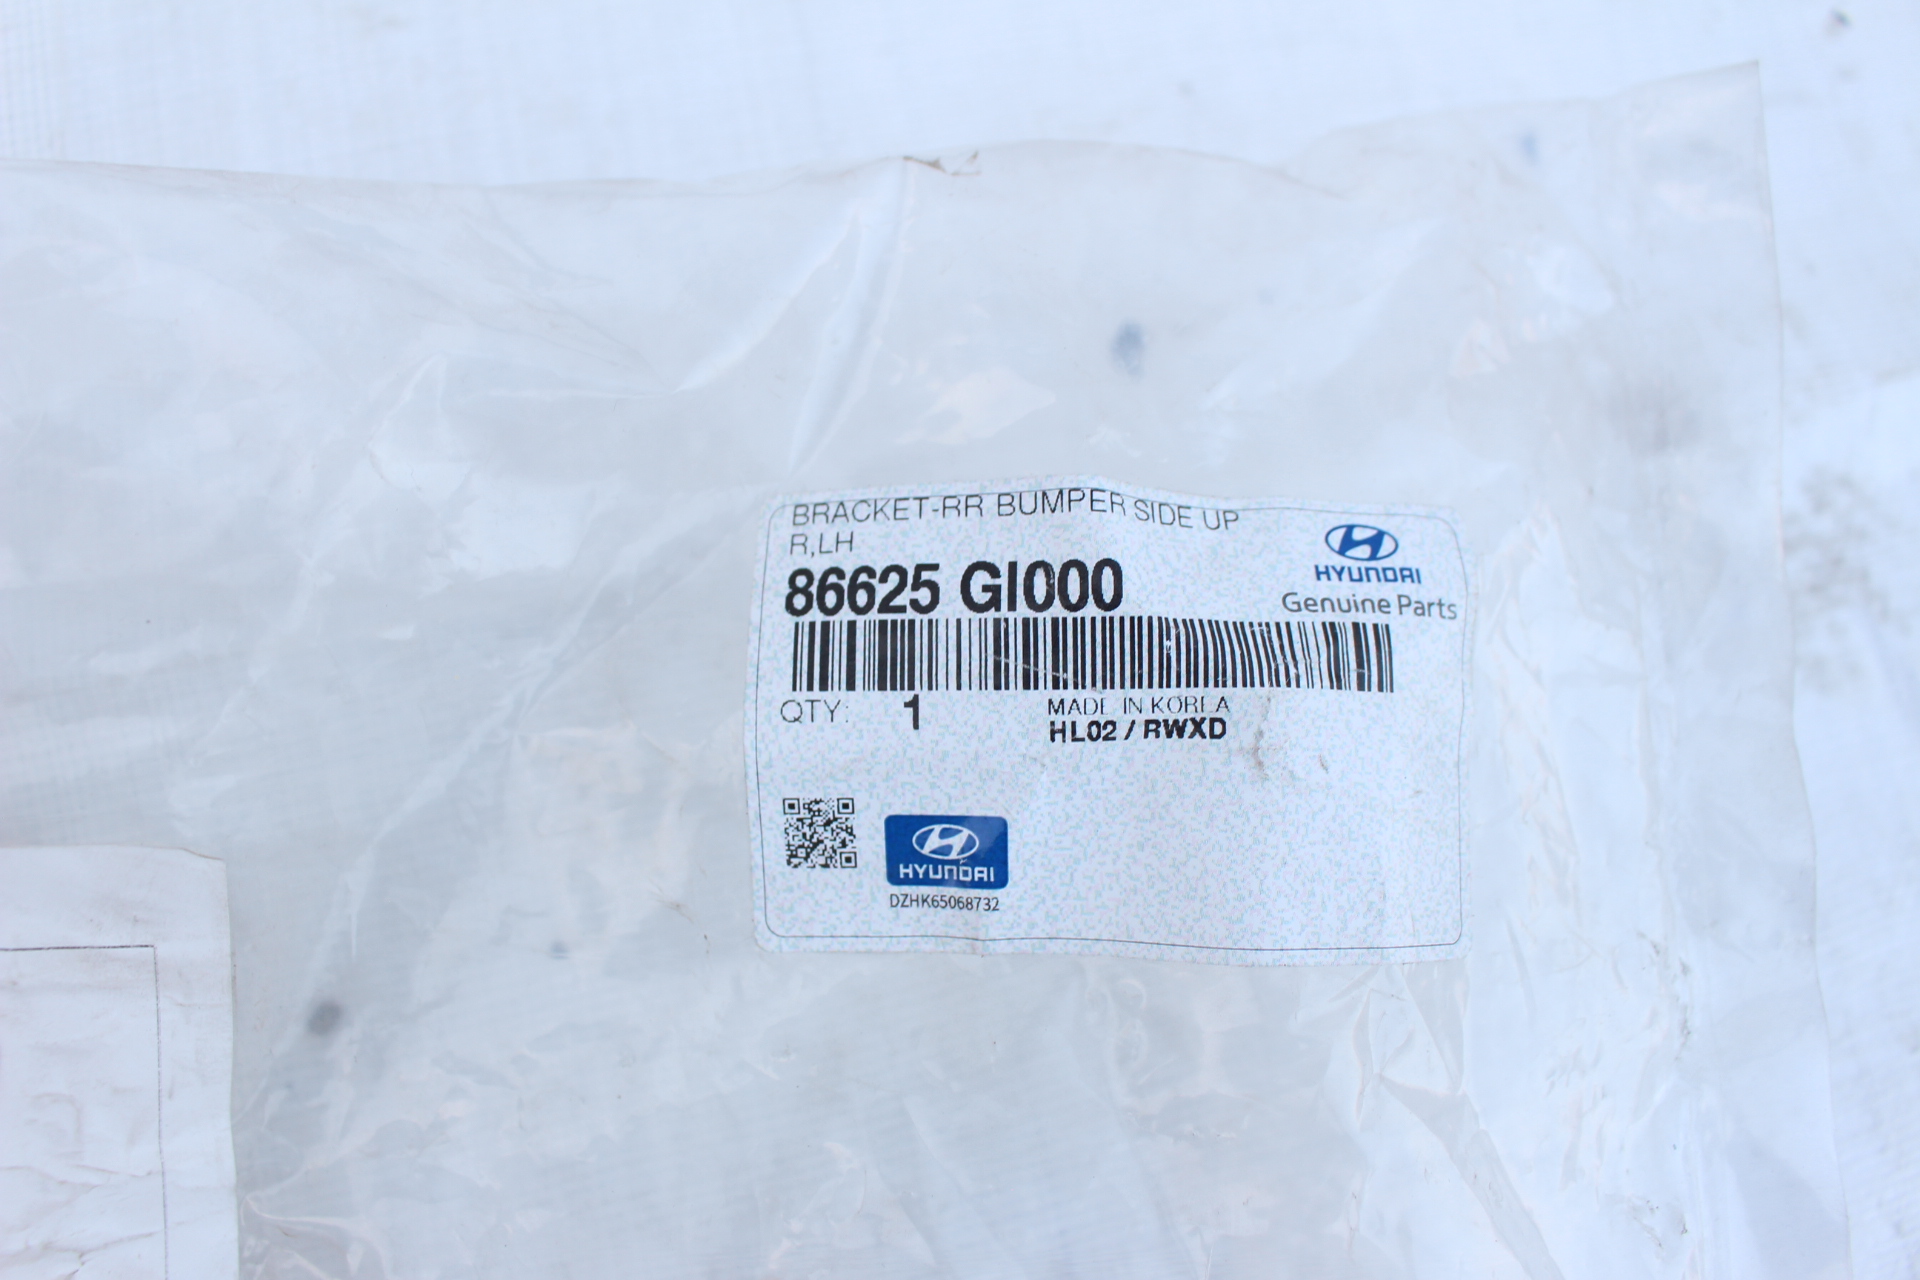 BRACKET-RR BUMPER SIDE UP
R,LH
86625 GI000
HYUNDAI
Genuine Parts
QTY: 1
MADE IN KOREA
HL02 / RWXD
HYUNDAI
DZHK65068732